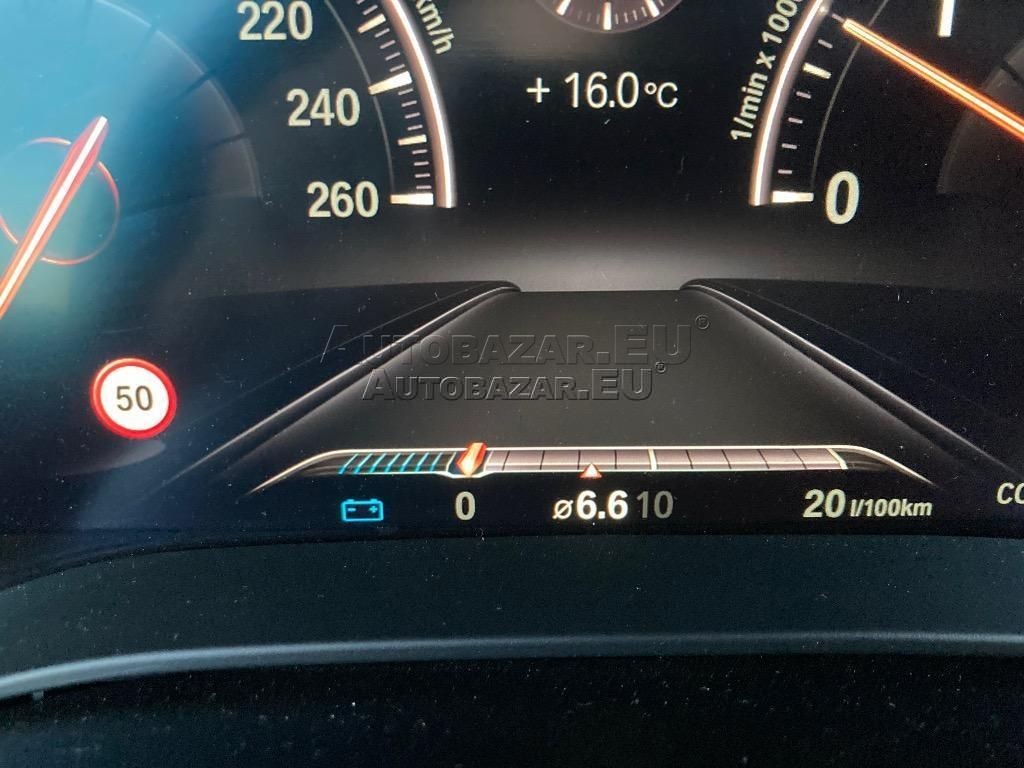 220
km/h
240
260
+ 16.0°C
1/min x 1000
0
1
AUTOBAZAR.EU®
AUTOBAZAR.EU®
50
0
ø6.6 10
20 l/100km